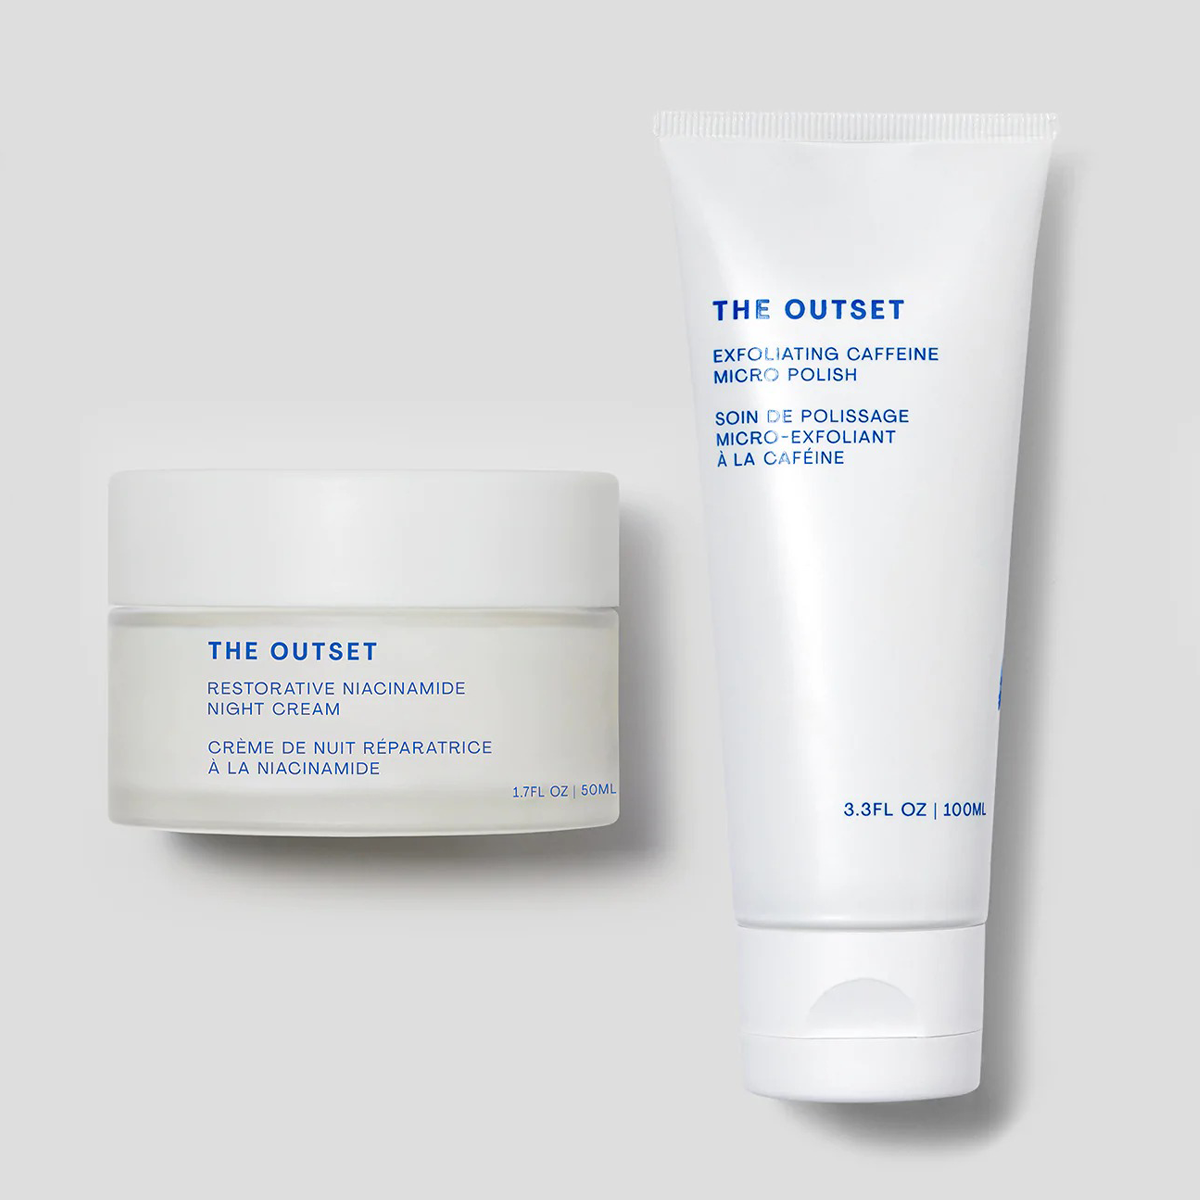 THE OUTSET
RESTORATIVE NIACINAMIDE
NIGHT CREAM
CRÈME DE NUIT RÉPARATRICE
À LA NIACINAMIDE
1.7FL OZ | 50ML
THE OUTSET
EXFOLIATING CAFFEINE
MICRO POLISH
SOIN DE POLISSAGE
MICRO-EXFOLIANT
À LA CAFÉINE
3.3FL OZ | 100ML